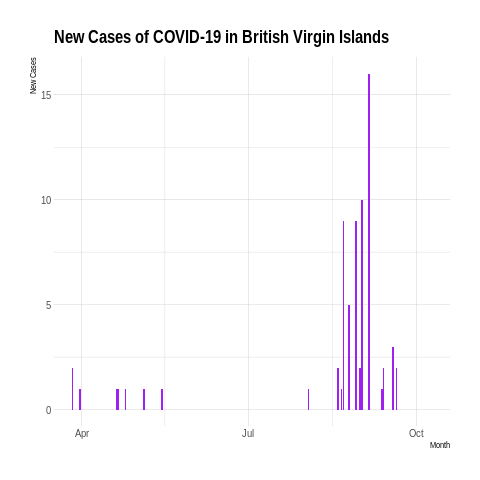 New Cases of COVID-19 in British Virgin Islands
New Cases
15
10
5
0
Apr Jul Oct
Month